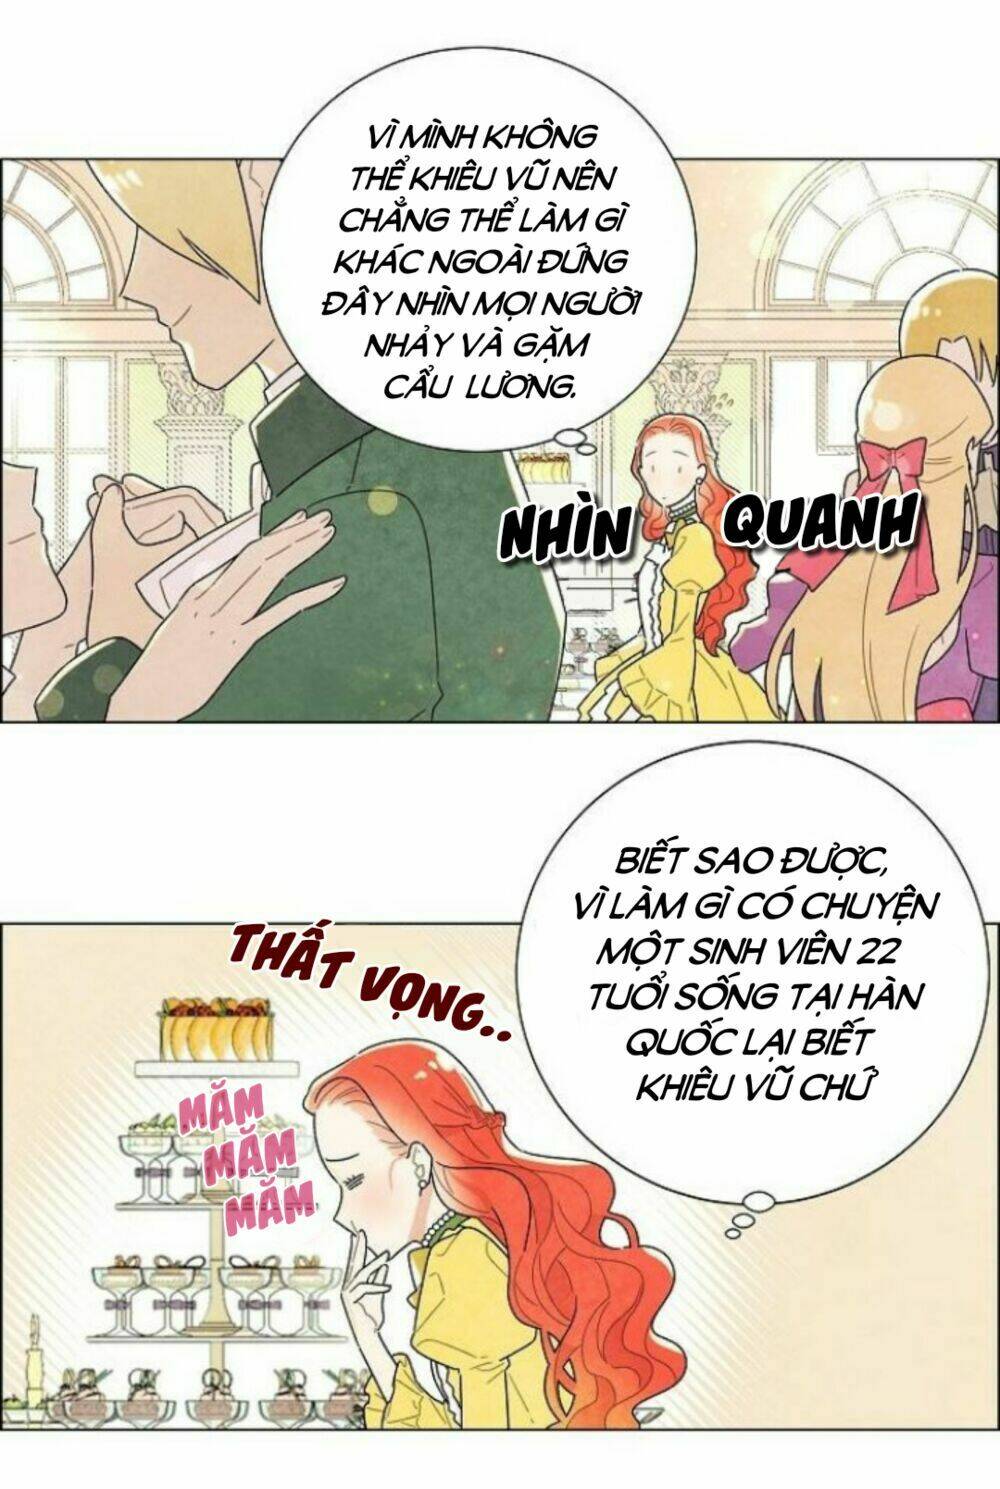 VÌ MÌNH KHÔNG
THỂ KHIÊU VŨ NÊN
CHẲNG THỂ LÀM GÌ
KHÁC NGOÀI ĐỨNG
ĐÂY NHÌN MỌI NGƯỜI
NHẢY VÀ GẶM
CẨU LƯƠNG.
NHÌN QUANH
BIẾT SAO ĐƯỢC,
VÌ LÀM GÌ CÓ CHUYỆN
MỘT SINH VIÊN 22
TUỔI SỐNG TẠI HÀN
QUỐC LẠI BIẾT
KHIÊU VŨ CHỨ
THẤT VỌNG..
MĂM
MĂM
MĂM